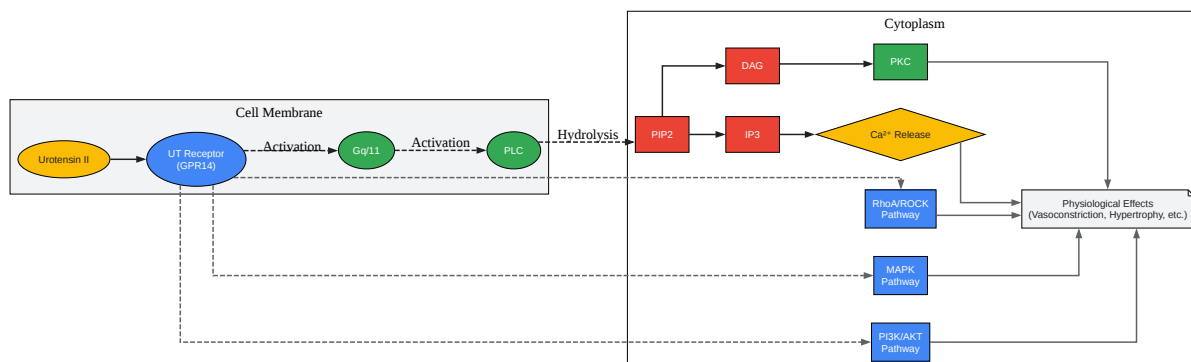 Cytoplasm
DAG
PKC
Cell Membrane
Urotensin II
UT Receptor
(GPR14)
Activation
Gq/11
Activation
PLC
Hydrolysis
PIP2
IP3
Ca²⁺ Release
RhoA/ROCK
Pathway
Physiological Effects
(Vasoconstriction, Hypertrophy, etc.)
MAPK
Pathway
PI3K/AKT
Pathway